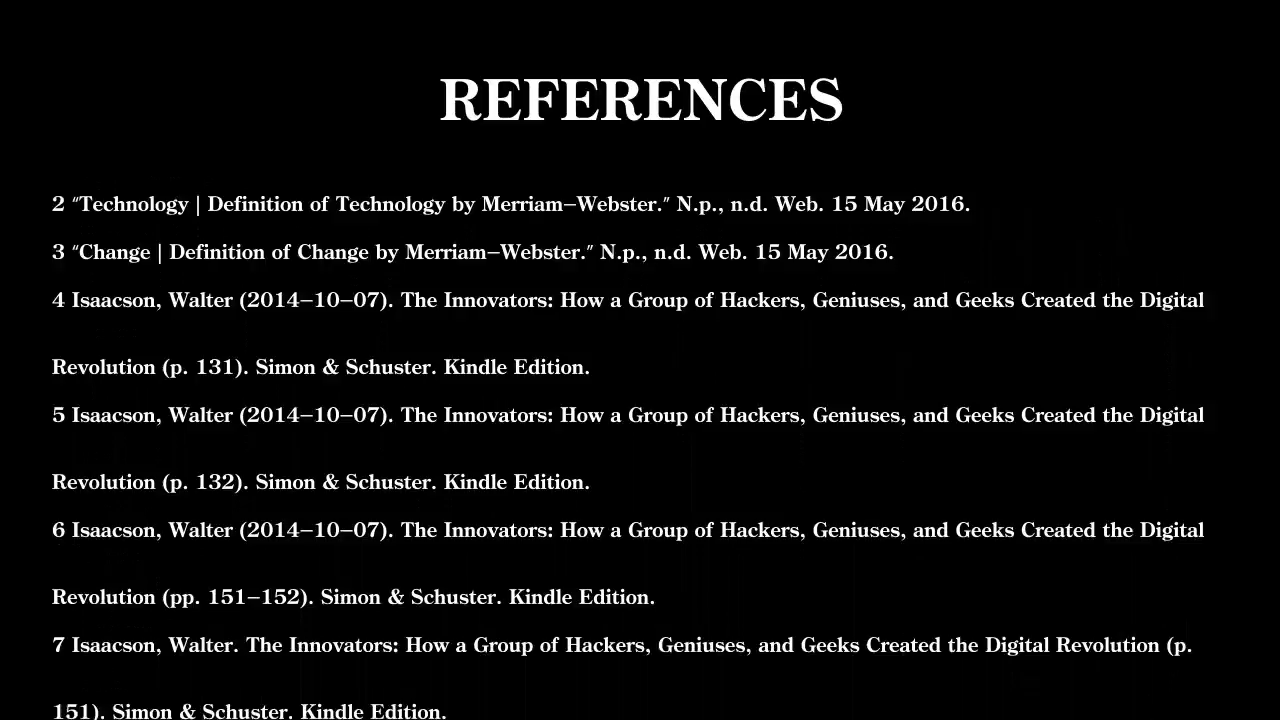 REFERENCES
2 “Technology | Definition of Technology by Merriam–Webster.” N.p., n.d. Web. 15 May 2016.
3 “Change | Definition of Change by Merriam–Webster.” N.p., n.d. Web. 15 May 2016.
4 Isaacson, Walter (2014–10–07). The Innovators: How a Group of Hackers, Geniuses, and Geeks Created the Digital
Revolution (p. 131). Simon & Schuster. Kindle Edition.
5 Isaacson, Walter (2014–10–07). The Innovators: How a Group of Hackers, Geniuses, and Geeks Created the Digital
Revolution (p. 132). Simon & Schuster. Kindle Edition.
6 Isaacson, Walter (2014–10–07). The Innovators: How a Group of Hackers, Geniuses, and Geeks Created the Digital
Revolution (pp. 151–152). Simon & Schuster. Kindle Edition.
7 Isaacson, Walter. The Innovators: How a Group of Hackers, Geniuses, and Geeks Created the Digital Revolution (p.
151). Simon & Schuster. Kindle Edition.